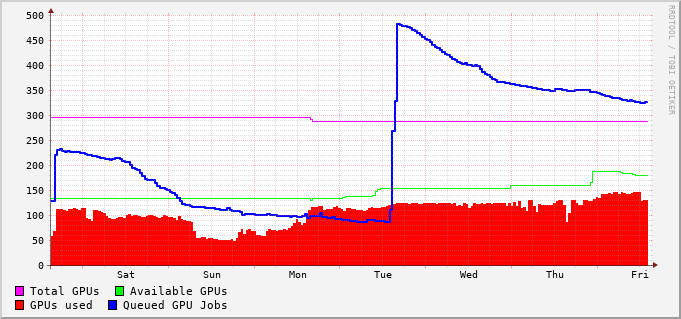 500
450
400
350
300
250
200
150
100
50
0
Sat Sun Mon Tue Wed Thu Fri
Total GPUs Available GPUs
GPUs used Queued GPU Jobs
RRDTOOL / TOBI OETIKER